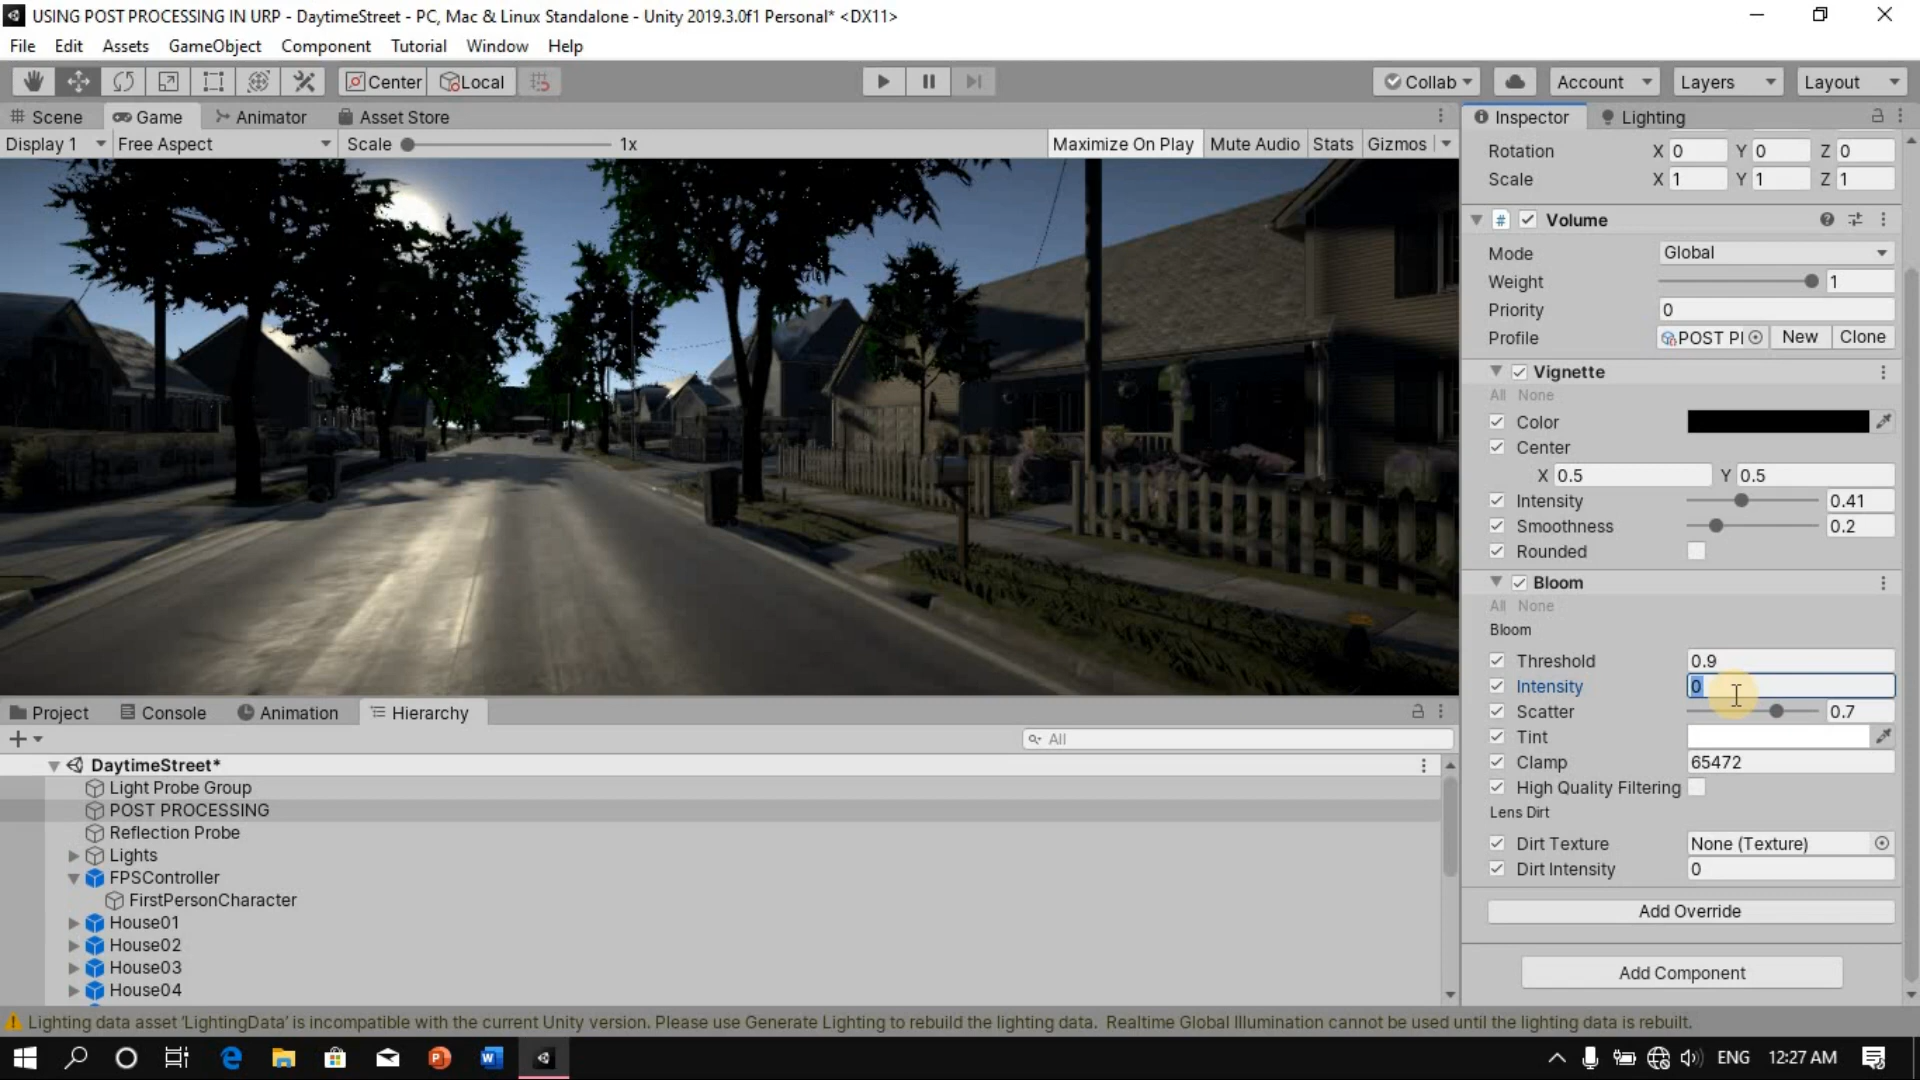 USING POST PROCESSING IN URP - DaytimeStreet - PC, Mac & Linux Standalone - Unity 2019.3.0f1 Personal* <DX11>
File Edit Assets GameObject Component Tutorial Window Help
Center Local Collab Account Layers Layout
Scene Game Animator Asset Store
Display 1 Free Aspect Scale 1x Maximize On Play Mute Audio Stats Gizmos
Inspector Lighting
Rotation X 0 Y 0 Z 0
Scale X 1 Y 1 Z 1
# Volume
Mode Global
Weight 1
Priority 0
Profile POST PI New Clone
Vignette
All None
Color
Center
X 0.5 Y 0.5
Intensity 0.41
Smoothness 0.2
Rounded
Bloom
All None
Bloom
Threshold 0.9
Intensity 0
Scatter 0.7
Tint
Clamp 65472
High Quality Filtering
Lens Dirt
Dirt Texture None (Texture)
Dirt Intensity 0
Add Override
Add Component
Project Console Animation Hierarchy
All
DaytimeStreet*
Light Probe Group
POST PROCESSING
Reflection Probe
Lights
FPSController
FirstPersonCharacter
House01
House02
House03
House04
Lighting data asset 'LightingData' is incompatible with the current Unity version. Please use Generate Lighting to rebuild the lighting data. Realtime Global Illumination cannot be used until the lighting data is rebuilt.
ENG 12:27 AM